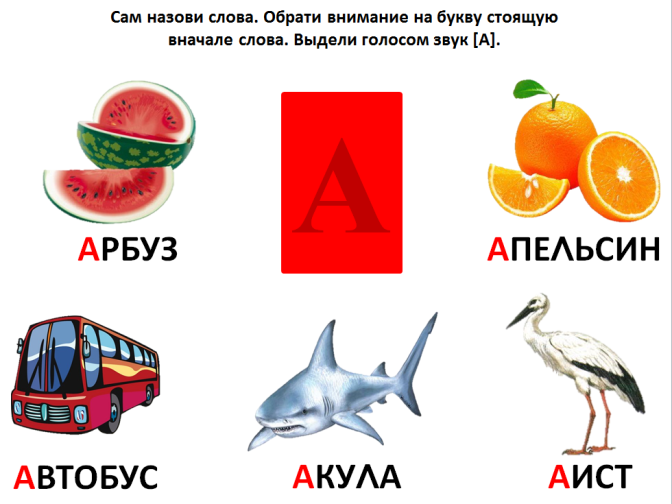 Сам назови слова. Обрати внимание на букву стоящую
вначале слова. Выдели голосом звук [А].
А
АРБУЗ
АПЕЛЬСИН
АВТОБУС
АКУЛА
АИСТ